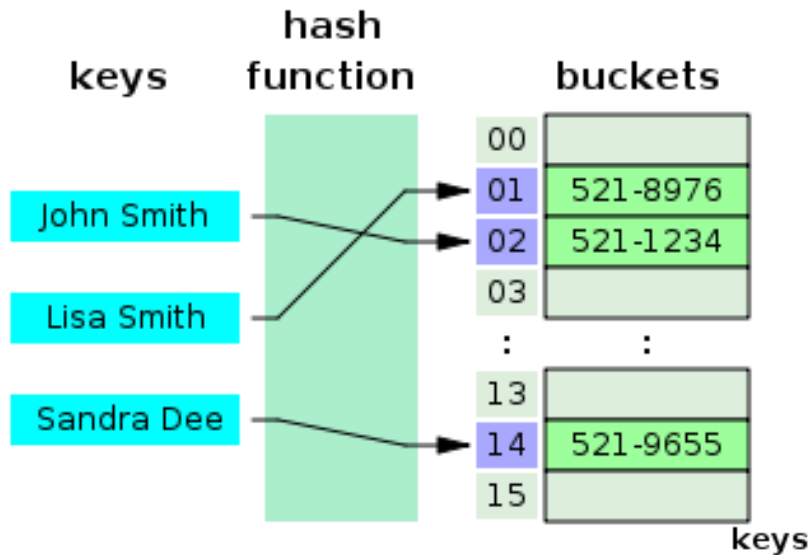 hash
keys function buckets
00
01 521-8976
John Smith 02 521-1234
03
Lisa Smith
: :
13
Sandra Dee 14 521-9655
15
keys